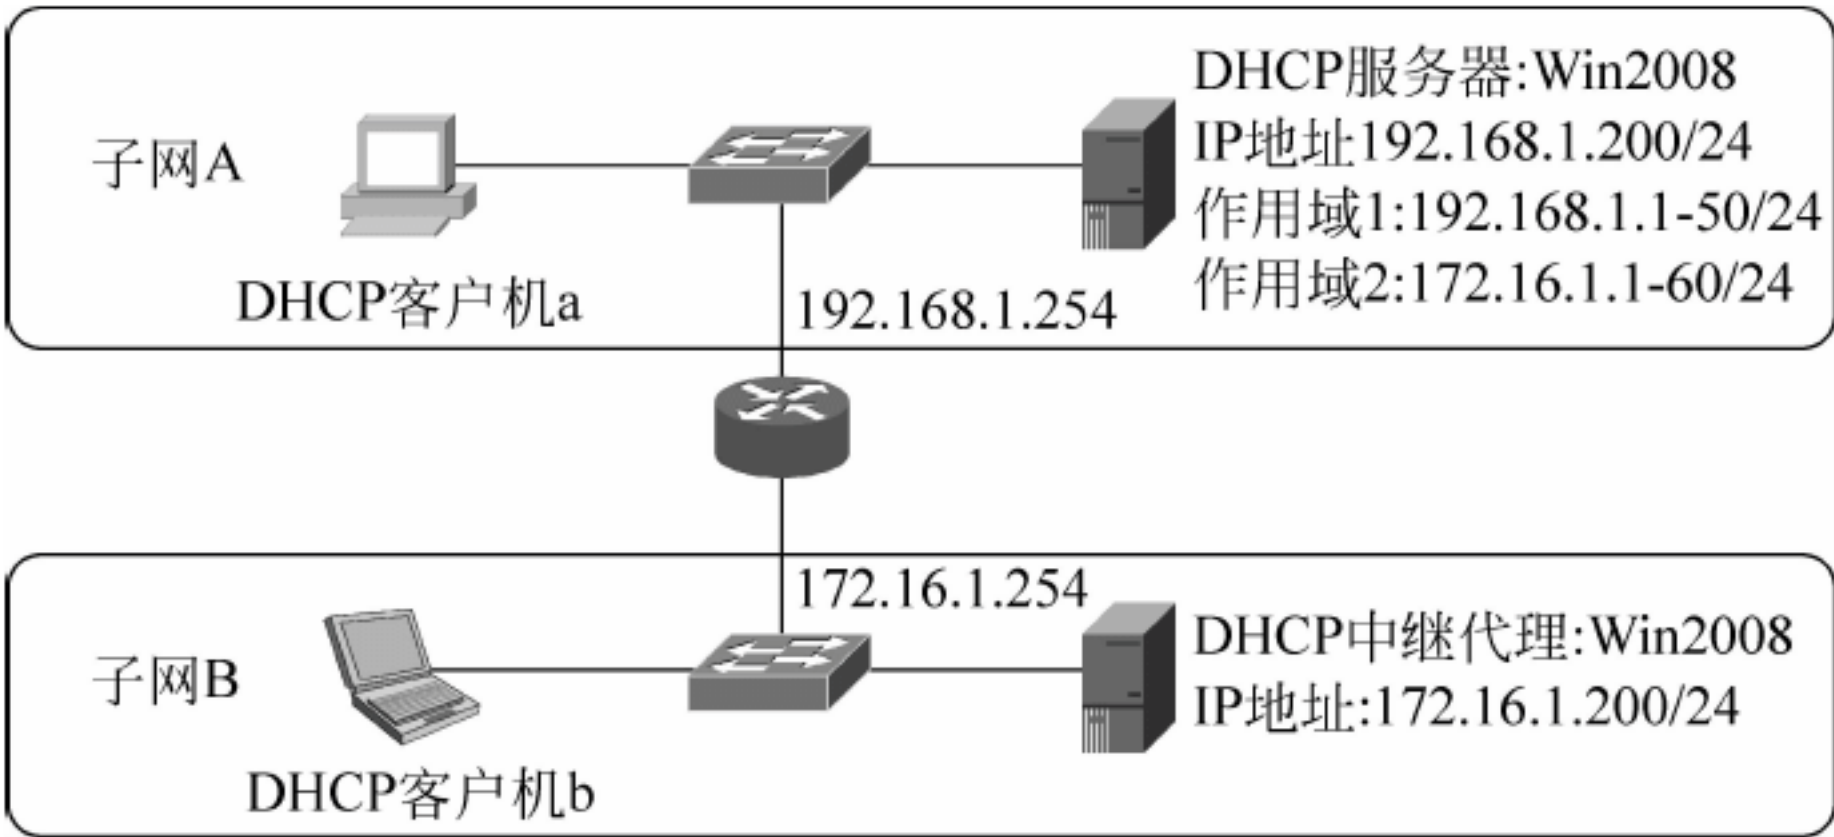 子网A
DHCP客户机a
DHCP服务器:Win2008
IP地址192.168.1.200/24
作用域1:192.168.1.1-50/24
作用域2:172.16.1.1-60/24
192.168.1.254
172.16.1.254
子网B
DHCP客户机b
DHCP中继代理:Win2008
IP地址:172.16.1.200/24